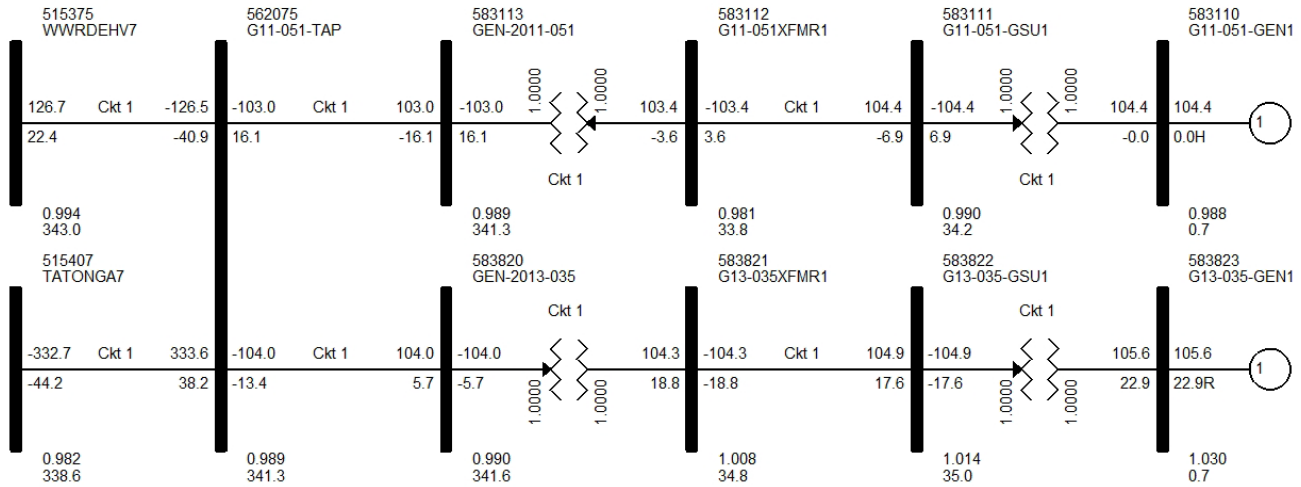 515375 562075 583113 583112 583111 583110
WWRDEHV7 G11-051-TAP GEN-2011-051 G11-051XFMR1 G11-051-GSU1 G11-051-GEN1
1.0000 1.0000 1.0000 1.0000
126.7 Ckt 1 -126.5 -103.0 Ckt 1 103.0 -103.0 103.4 -103.4 Ckt 1 104.4 -104.4 104.4 104.4
1
22.4 -40.9 16.1 -16.1 16.1 -3.6 3.6 -6.9 6.9 -0.0 0.0H
Ckt 1 Ckt 1
0.994 0.989 0.981 0.990 0.988
343.0 341.3 33.8 34.2 0.7
515407 583820 583821 583822 583823
TATONGA7 GEN-2013-035 G13-035XFMR1 G13-035-GSU1 G13-035-GEN1
Ckt 1 Ckt 1
-332.7 Ckt 1 333.6 -104.0 Ckt 1 104.0 -104.0 104.3 -104.3 Ckt 1 104.9 -104.9 105.6 105.6
1
-44.2 38.2 -13.4 5.7 -5.7 18.8 -18.8 17.6 -17.6 22.9 22.9R
1.0000 1.0000 1.0000 1.0000
0.982 0.989 0.990 1.008 1.014 1.030
338.6 341.3 341.6 34.8 35.0 0.7